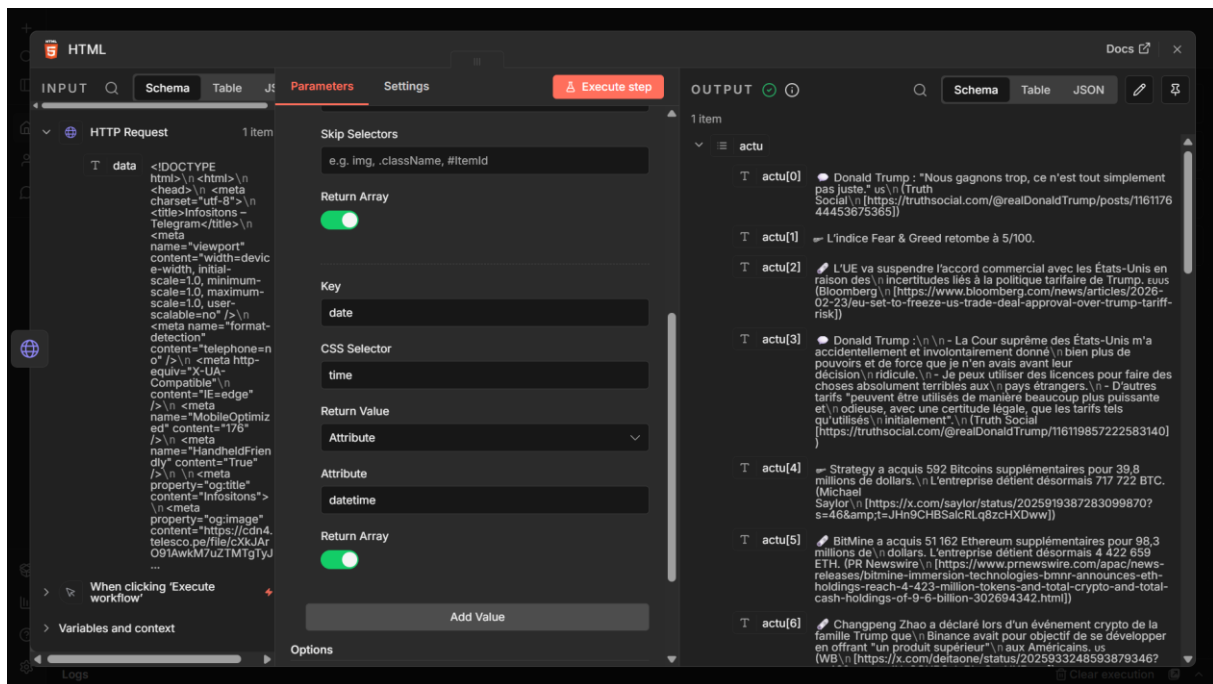 HTML
Docs
INPUT
Schema
Table
JS
Parameters
Settings
Execute step
OUTPUT
Schema
Table
JSON
HTTP Request
1 item
T data
<!DOCTYPE
html>\n <html>\n
<head>\n <meta
charset="utf-8">\n
<title>Infositons –
Telegram</title>\n
<meta
name="viewport"
content="width=devic
e-width, initial-
scale=1.0, minimum-
scale=1.0, maximum-
scale=1.0, user-
scalable=no" />\n
<meta name="format-
detection"
content="telephone=n
o" />\n <meta http-
equiv="X-UA-
Compatible"\n
content="IE=edge"
/>\n <meta
name="MobileOptimiz
ed" content="176"
/>\n <meta
name="HandheldFrien
dly" content="True"
/>\n \n <meta
property="og:title"
content="Infositons">
\n <meta
property="og:image"
content="https://cdn4.
telesco.pe/file/cXkJAr
O91AwkM7uZTMTgTyJ
...
When clicking ‘Execute
workflow’
Variables and context
Skip Selectors
e.g. img, .className, #ItemId
Return Array
Key
date
CSS Selector
time
Return Value
Attribute
Attribute
datetime
Return Array
Add Value
Options
1 item
actu
T actu[0]
💬 Donald Trump : "Nous gagnons trop, ce n'est tout simplement
pas juste." us\n (Truth
Social\n [https://truthsocial.com/@realDonaldTrump/posts/1161176
44453675365])
T actu[1]
L’indice Fear & Greed retombe à 5/100.
T actu[2]
L’UE va suspendre l’accord commercial avec les États-Unis en
raison des\n incertitudes liés à la politique tarifaire de Trump. EUUS
(Bloomberg\n [https://www.bloomberg.com/news/articles/2026-
02-23/eu-set-to-freeze-us-trade-deal-approval-over-trump-tariff-
risk])
T actu[3]
💬 Donald Trump :\n \n - La Cour suprême des États-Unis m'a
accidentellement et involontairement donné\n bien plus de
pouvoirs et de force que je n'en avais avant leur
décision\n ridicule.\n - Je peux utiliser des licences pour faire des
choses absolument terribles aux\n pays étrangers.\n - D’autres
tarifs "peuvent être utilisés de manière beaucoup plus puissante
et\n odieuse, avec une certitude légale, que les tarifs tels
qu'utilisés\n initialement".\n (Truth Social
[https://truthsocial.com/@realDonaldTrump/116119857222583140]
)
T actu[4]
Strategy a acquis 592 Bitcoins supplémentaires pour 39,8
millions de dollars.\n L’entreprise détient désormais 717 722 BTC.
(Michael
Saylor\n [https://x.com/saylor/status/2025919387283099870?
s=46&amp;t=JHn9CHBSalcRLq8zcHXDww])
T actu[5]
BitMine a acquis 51 162 Ethereum supplémentaires pour 98,3
millions de\n dollars. L’entreprise détient désormais 4 422 659
ETH. (PR Newswire\n [https://www.prnewswire.com/apac/news-
releases/bitmine-immersion-technologies-bmnr-announces-eth-
holdings-reach-4-423-million-tokens-and-total-crypto-and-total-
cash-holdings-of-9-6-billion-302694342.html])
T actu[6]
Changpeng Zhao a déclaré lors d’un événement crypto de la
famille Trump que\n Binance avait pour objectif de se développer
en offrant "un produit supérieur"\n aux Américains. us
(WB\n [https://x.com/deitaone/status/2025933248593879346?
Logs
Clear execution